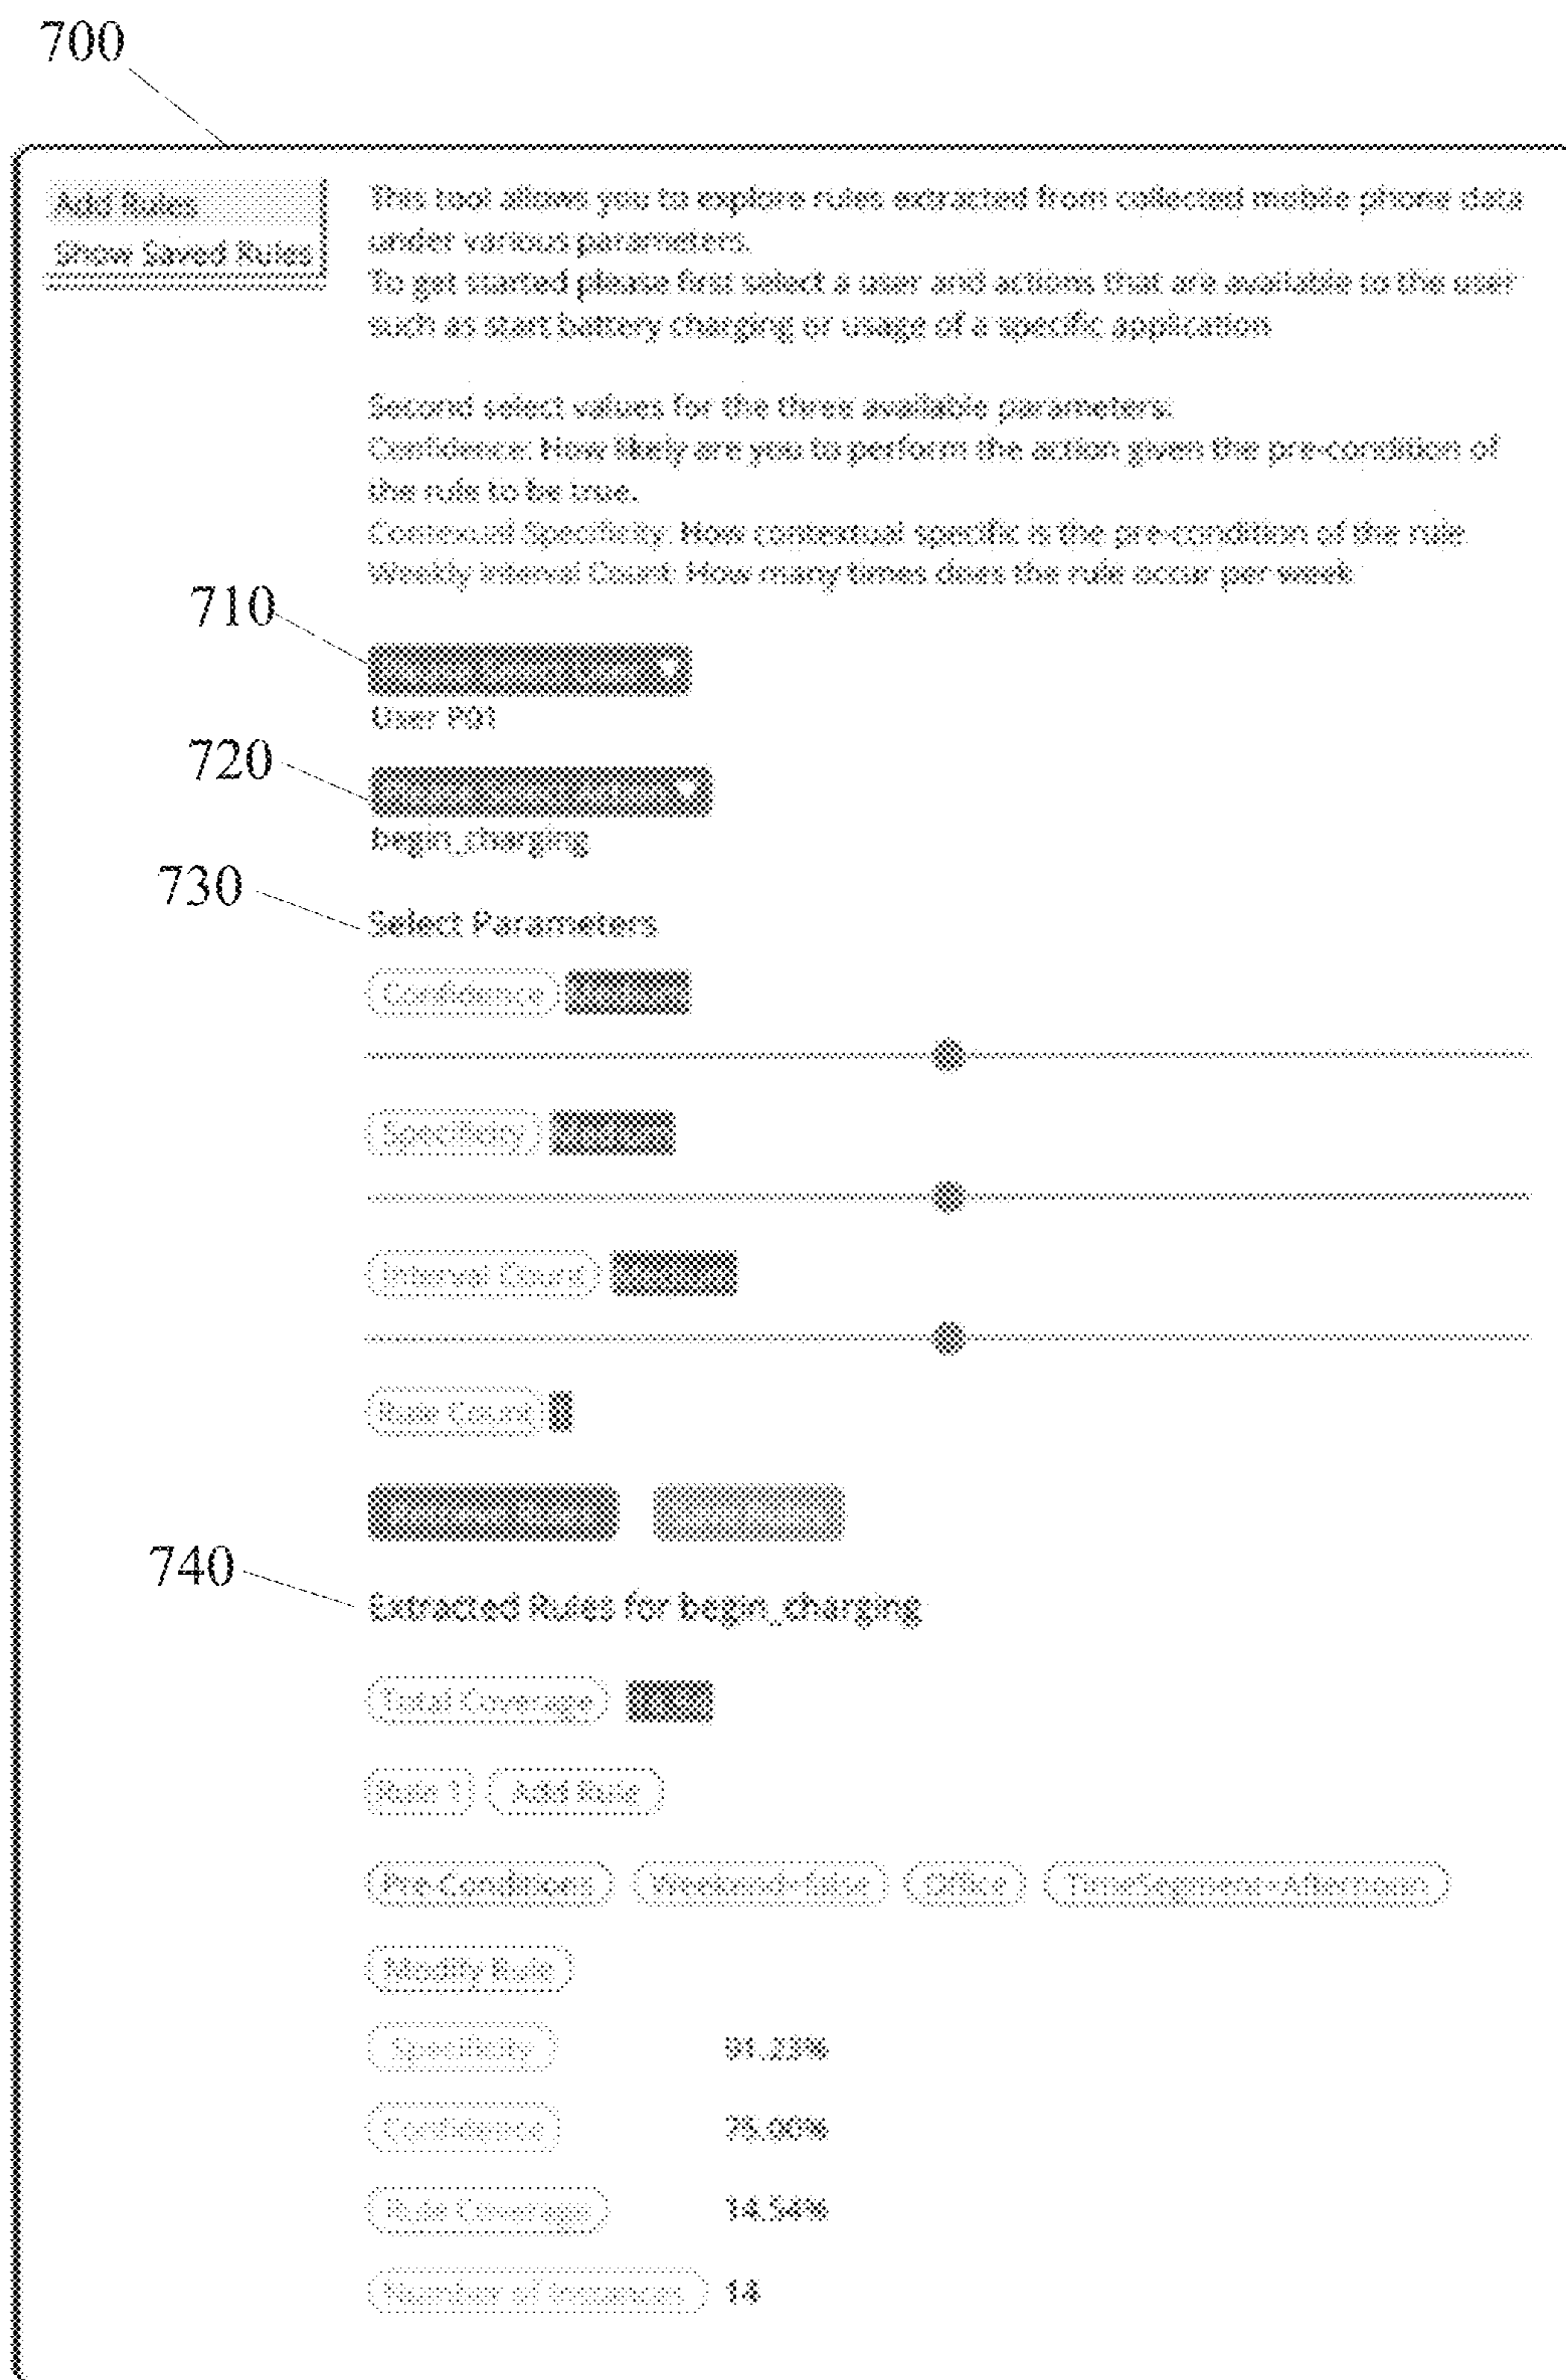 700
Add Rules
Show Saved Rules
This tool allows you to explore rules extracted from collected mobile phone data
under various parameters.
To get started please first select a user and actions that are available to the user
such as start battery charging or usage of a specific application
Second select values for the three available parameters:
Confidence: How likely are you to perform the action given the pre-condition of
the rule to be true.
Contextual Specificity: How contextual specific is the pre-condition of the rule
Weekly Interval Count: How many times does the rule occur per week
710
User P01
720
begin_charging
730
Select Parameters
Confidence
Specificity
Interval Count
Rule Count
740
Extracted Rules for begin_charging
Total Coverage
Rule 1 Add Rule
Pre-Conditions Weekend-false Office TimeSegment-Afternoon
Modify Rule
Specificity 91.23%
Confidence 75.00%
Rule Coverage 14.54%
Number of Instances 14